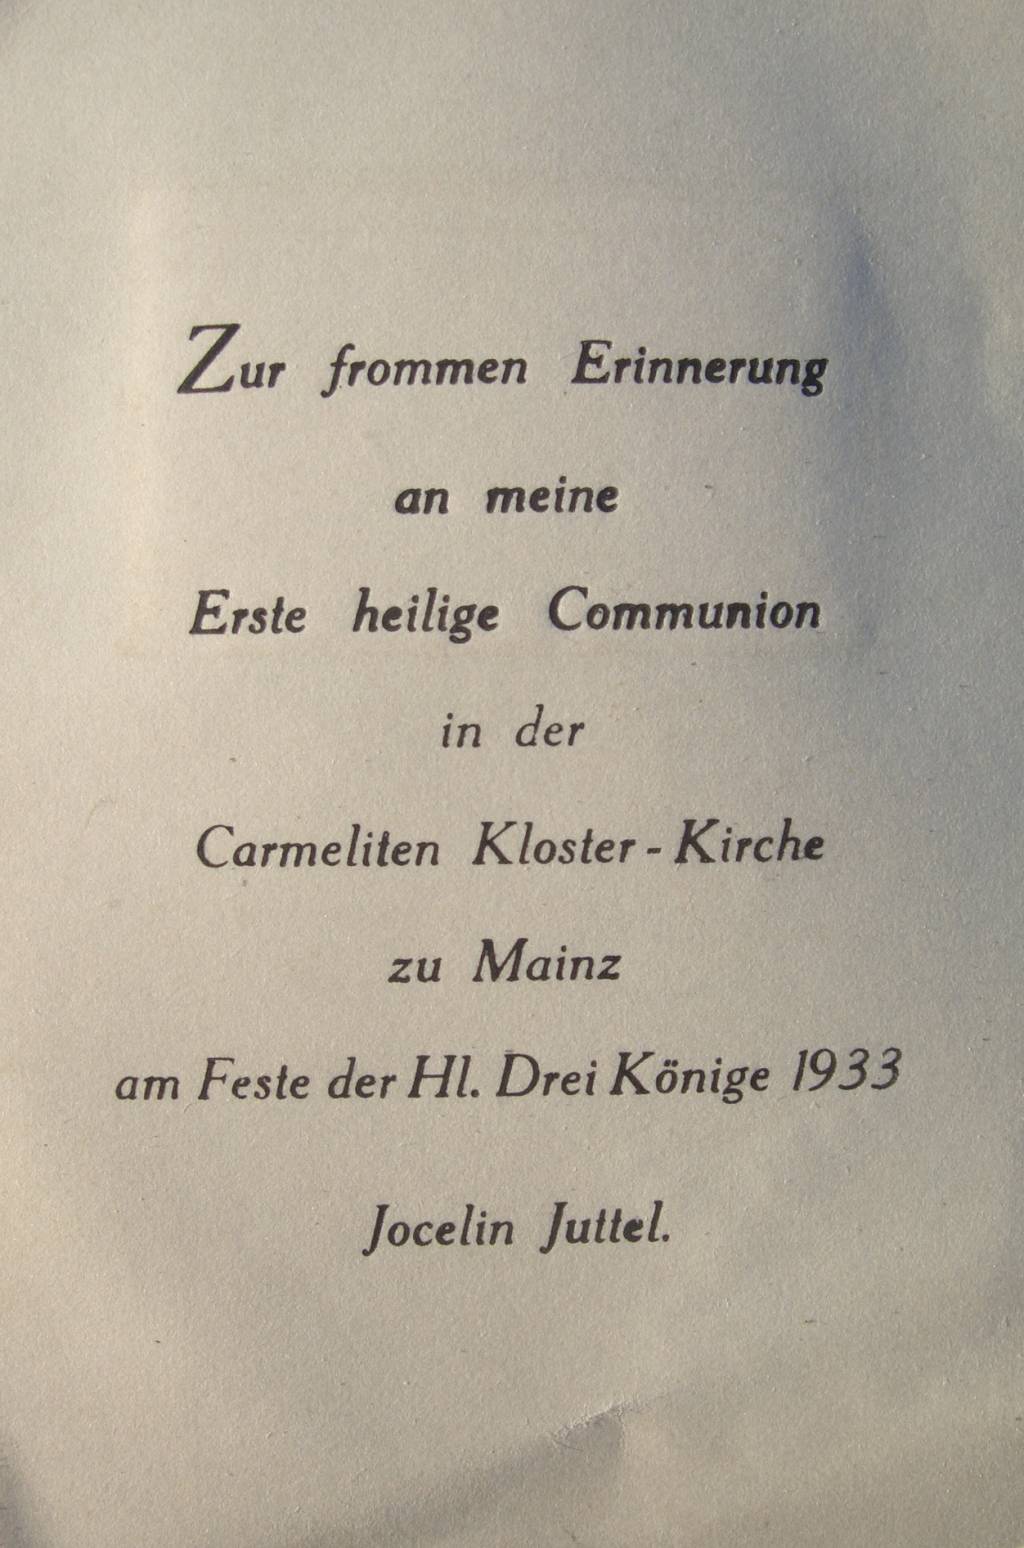 Zur frommen Erinnerung
an meine
Erste heilige Communion
in der
Carmeliten Kloster-Kirche
zu Mainz
am Feste der Hl. Drei Könige 1933
Jocelin Juttel.